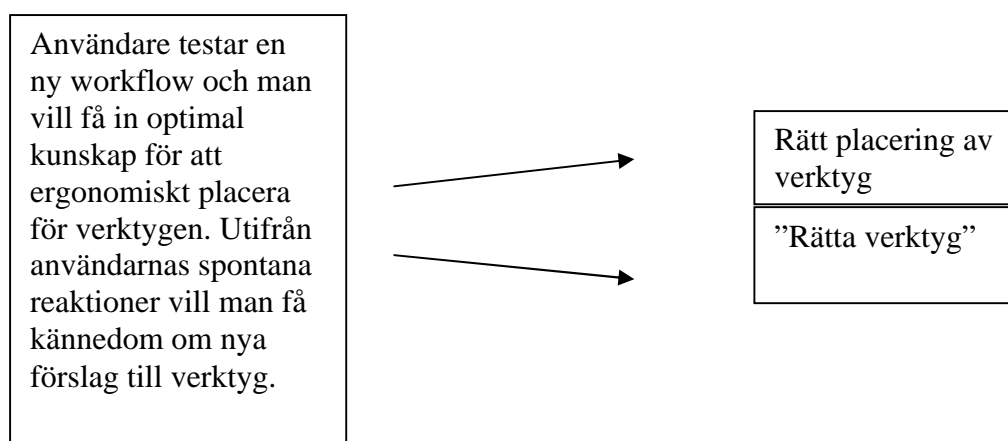 Användare testar en
ny workflow och man
vill få in optimal
kunskap för att
ergonomiskt placera
för verktygen. Utifrån
användarnas spontana
reaktioner vill man få
kännedom om nya
förslag till verktyg.
Rätt placering av
verktyg
”Rätta verktyg”